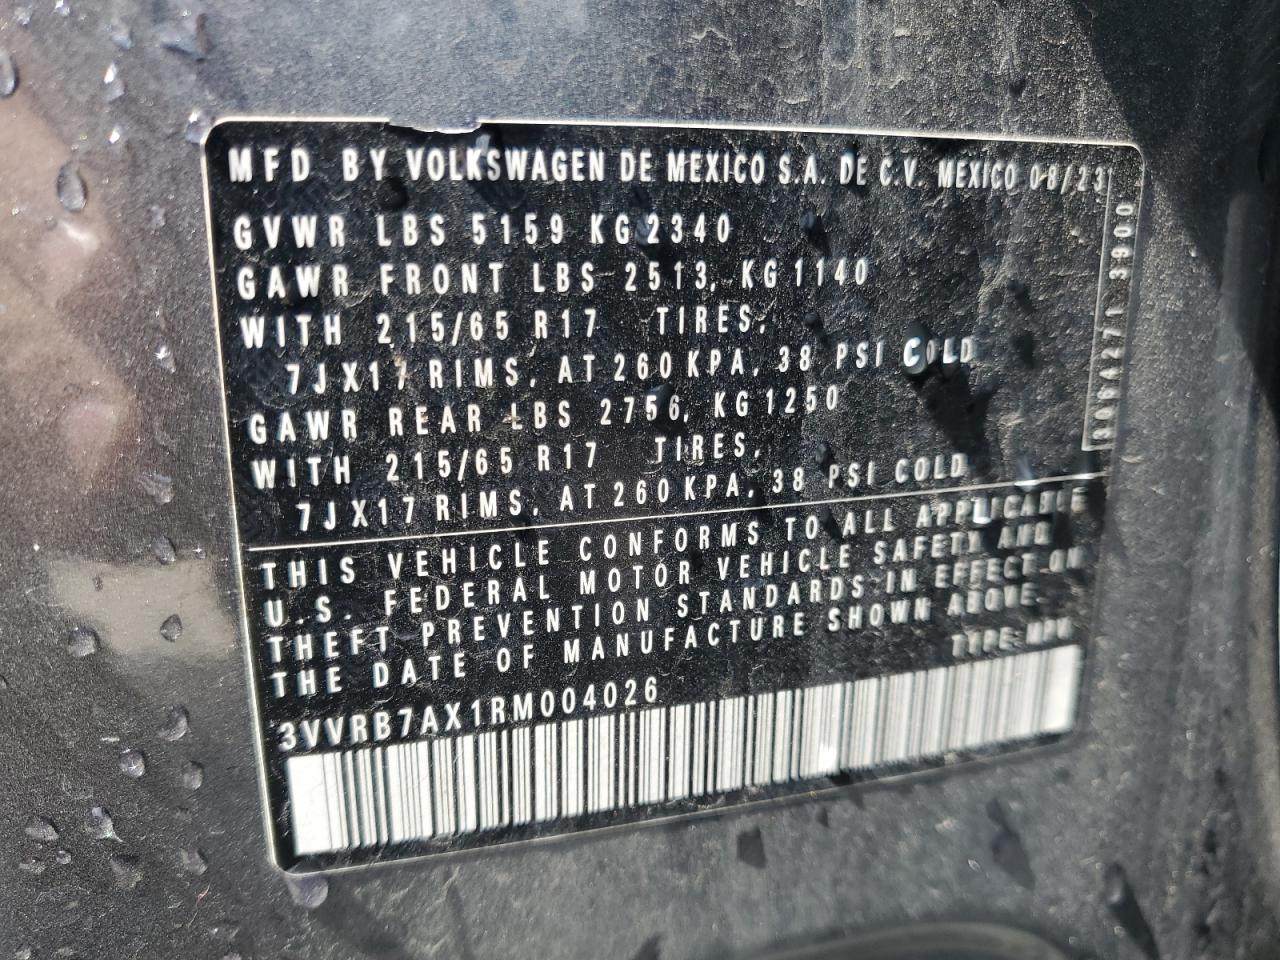 MFD BY VOLKSWAGEN DE MEXICO S.A. DE C.V. MEXICO 08/23
GVWR LBS 5159 KG 2340
GAWR FRONT LBS 2513, KG 1140
WITH 215/65 R17 TIRES,
7JX17 RIMS, AT 260 KPA, 38 PSI COLD
GAWR REAR LBS 2756, KG 1250
WITH 215/65 R17 TIRES,
7JX17 RIMS, AT 260 KPA, 38 PSI COLD
THIS VEHICLE CONFORMS TO ALL APPLICABLE
U.S. FEDERAL MOTOR VEHICLE SAFETY AND
THEFT PREVENTION STANDARDS IN EFFECT ON
THE DATE OF MANUFACTURE SHOWN ABOVE.
TYPE: MPV
3VVRB7AX1RM004026
3900